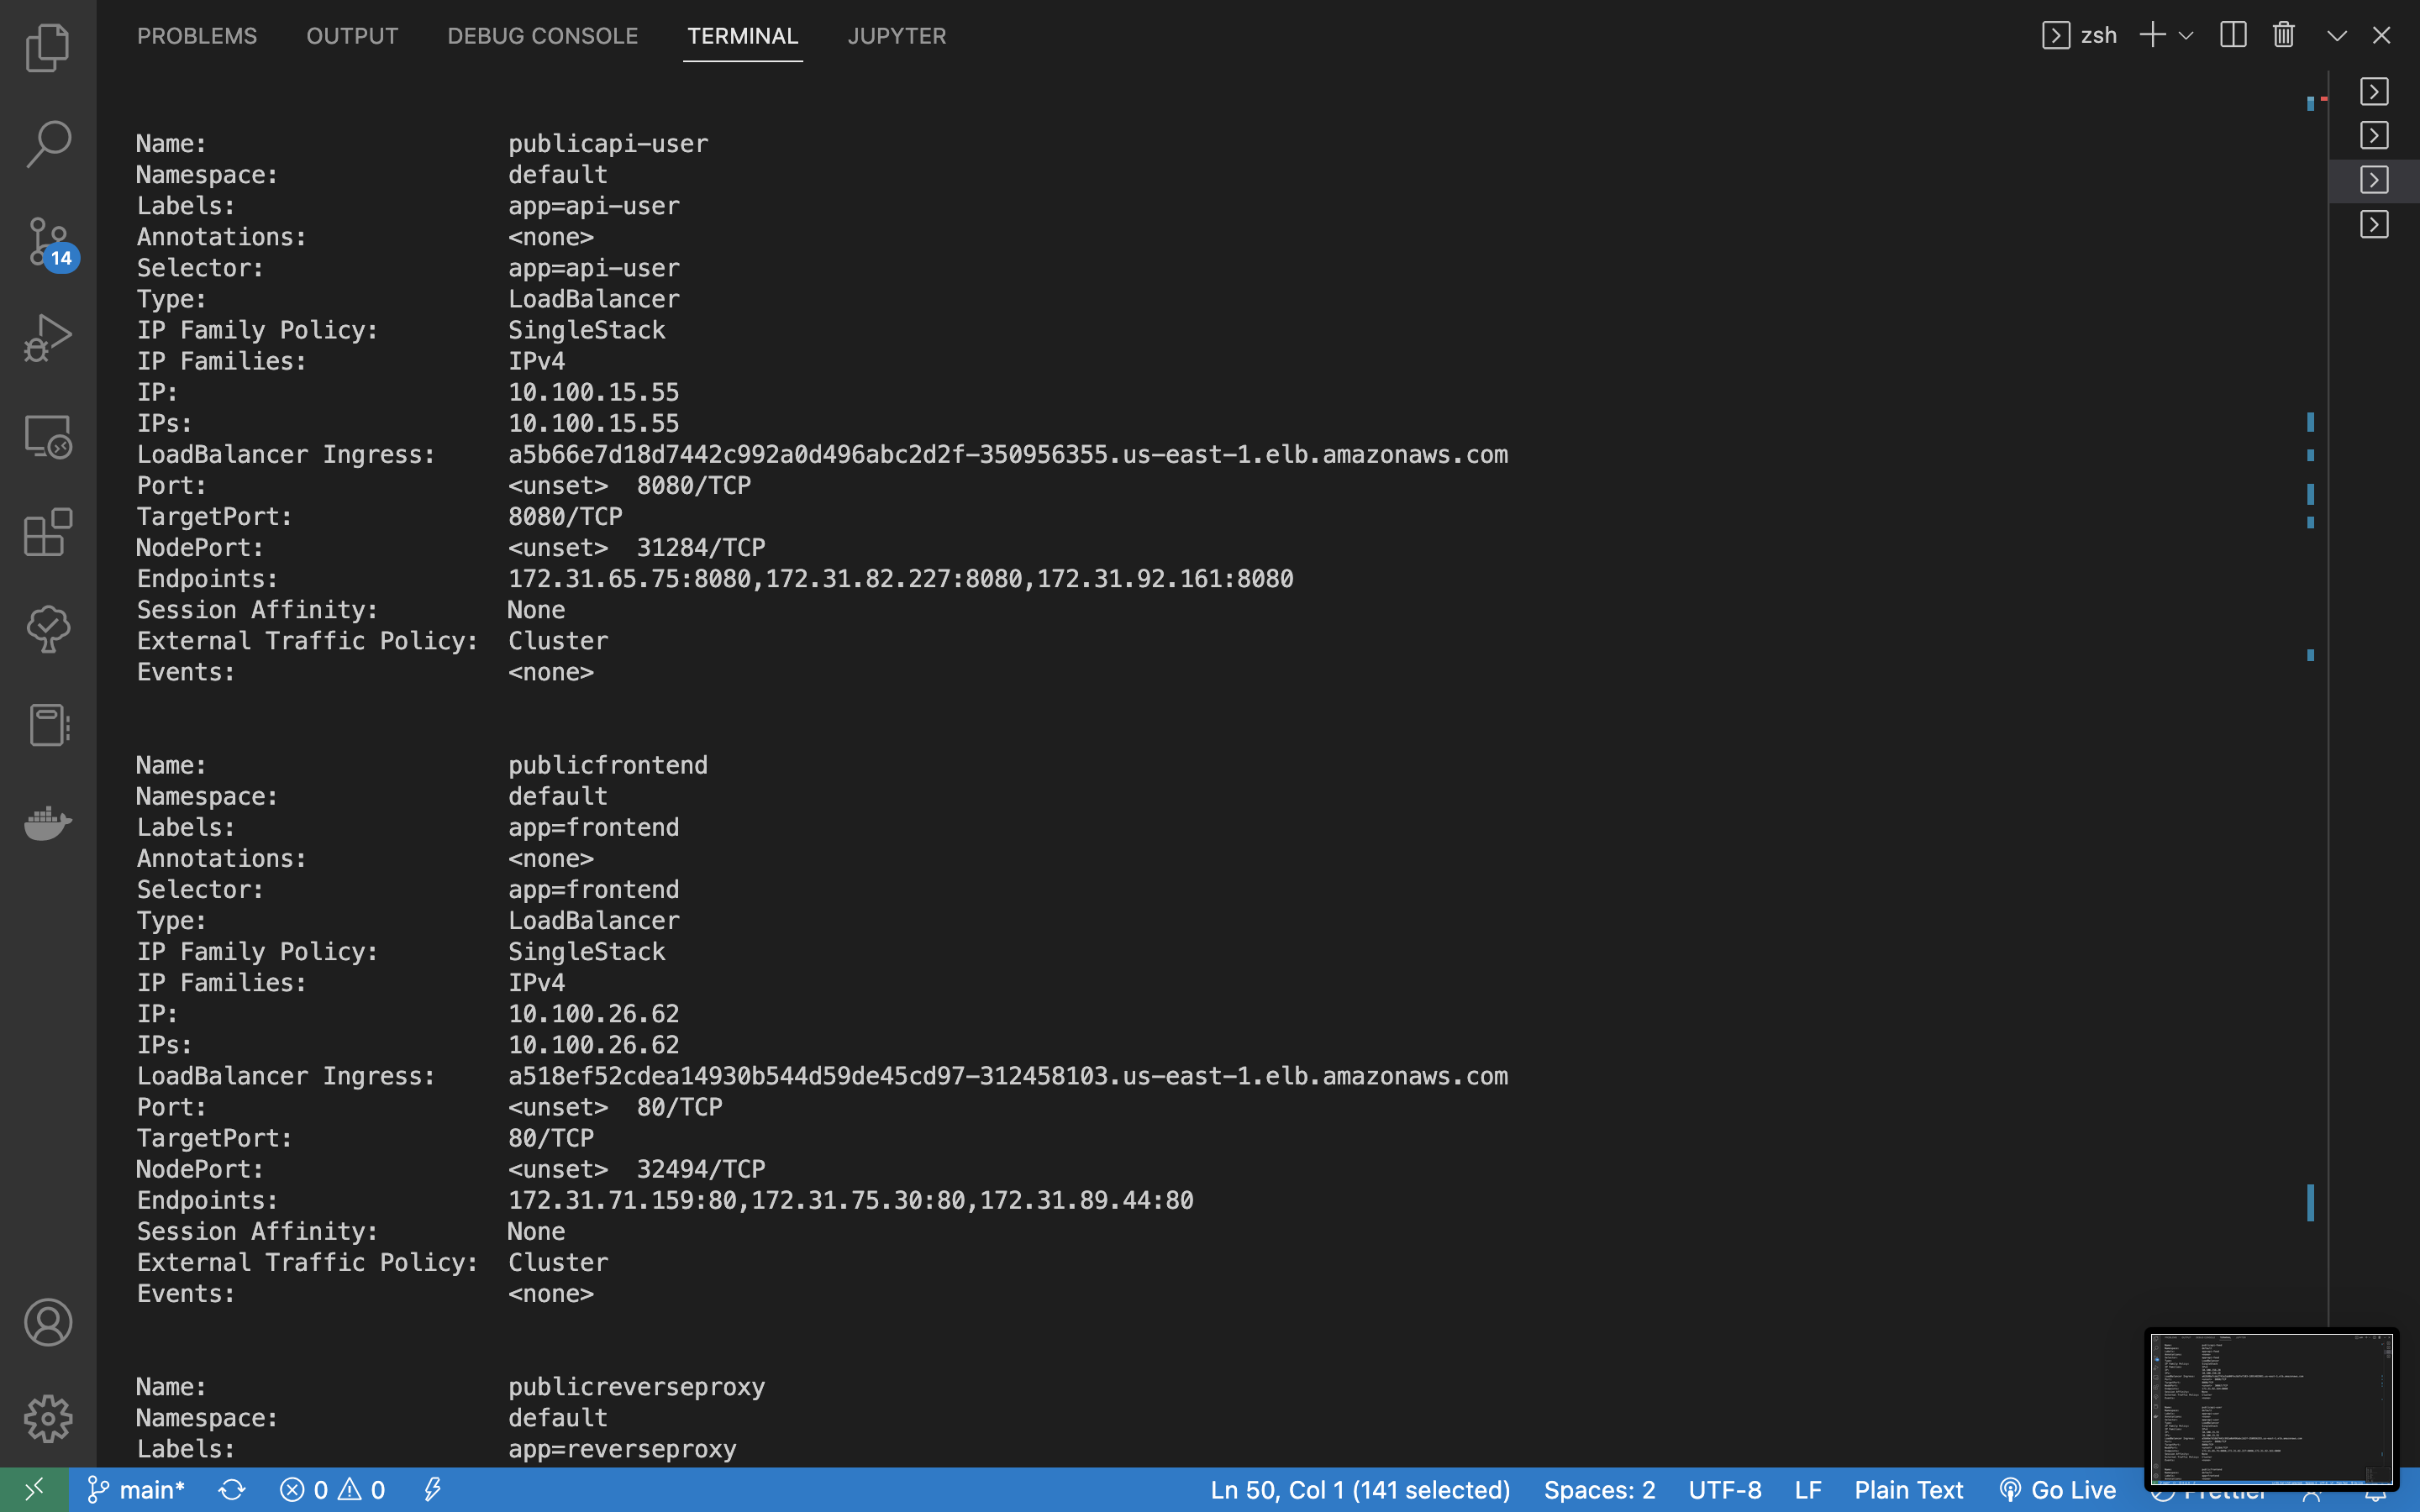 PROBLEMS OUTPUT DEBUG CONSOLE TERMINAL JUPYTER zsh
Name: publicapi-user
Namespace: default
Labels: app=api-user
Annotations: <none>
Selector: app=api-user
Type: LoadBalancer
IP Family Policy: SingleStack
IP Families: IPv4
IP: 10.100.15.55
IPs: 10.100.15.55
LoadBalancer Ingress: a5b66e7d18d7442c992a0d496abc2d2f-350956355.us-east-1.elb.amazonaws.com
Port: <unset> 8080/TCP
TargetPort: 8080/TCP
NodePort: <unset> 31284/TCP
Endpoints: 172.31.65.75:8080,172.31.82.227:8080,172.31.92.161:8080
Session Affinity: None
External Traffic Policy: Cluster
Events: <none>
Name: publicfrontend
Namespace: default
Labels: app=frontend
Annotations: <none>
Selector: app=frontend
Type: LoadBalancer
IP Family Policy: SingleStack
IP Families: IPv4
IP: 10.100.26.62
IPs: 10.100.26.62
LoadBalancer Ingress: a518ef52cdea14930b544d59de45cd97-312458103.us-east-1.elb.amazonaws.com
Port: <unset> 80/TCP
TargetPort: 80/TCP
NodePort: <unset> 32494/TCP
Endpoints: 172.31.71.159:80,172.31.75.30:80,172.31.89.44:80
Session Affinity: None
External Traffic Policy: Cluster
Events: <none>
Name: publicreverseproxy
Namespace: default
Labels: app=reverseproxy
14
main* 0 0 Ln 50, Col 1 (141 selected) Spaces: 2 UTF-8 LF Plain Text Go Live Prettier